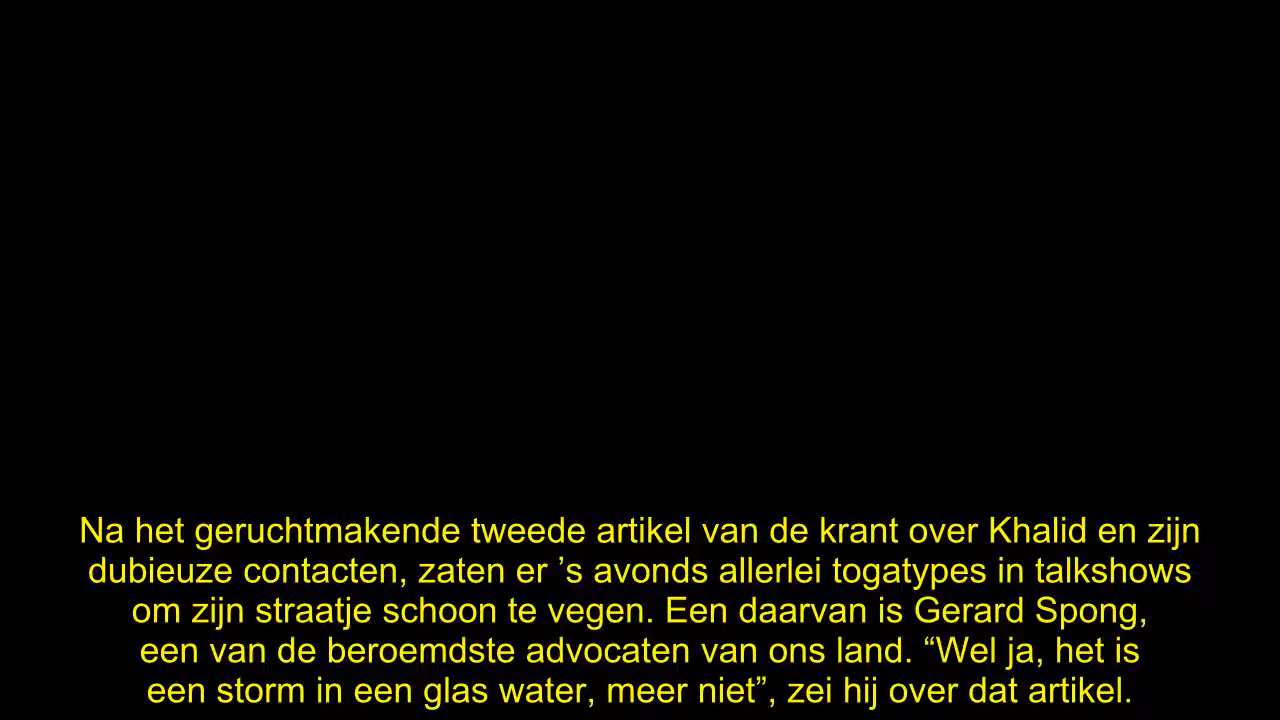 Na het geruchtmakende tweede artikel van de krant over Khalid en zijn
dubieuze contacten, zaten er ’s avonds allerlei togatypes in talkshows
om zijn straatje schoon te vegen. Een daarvan is Gerard Spong,
een van de beroemdste advocaten van ons land. “Wel ja, het is
een storm in een glas water, meer niet”, zei hij over dat artikel.